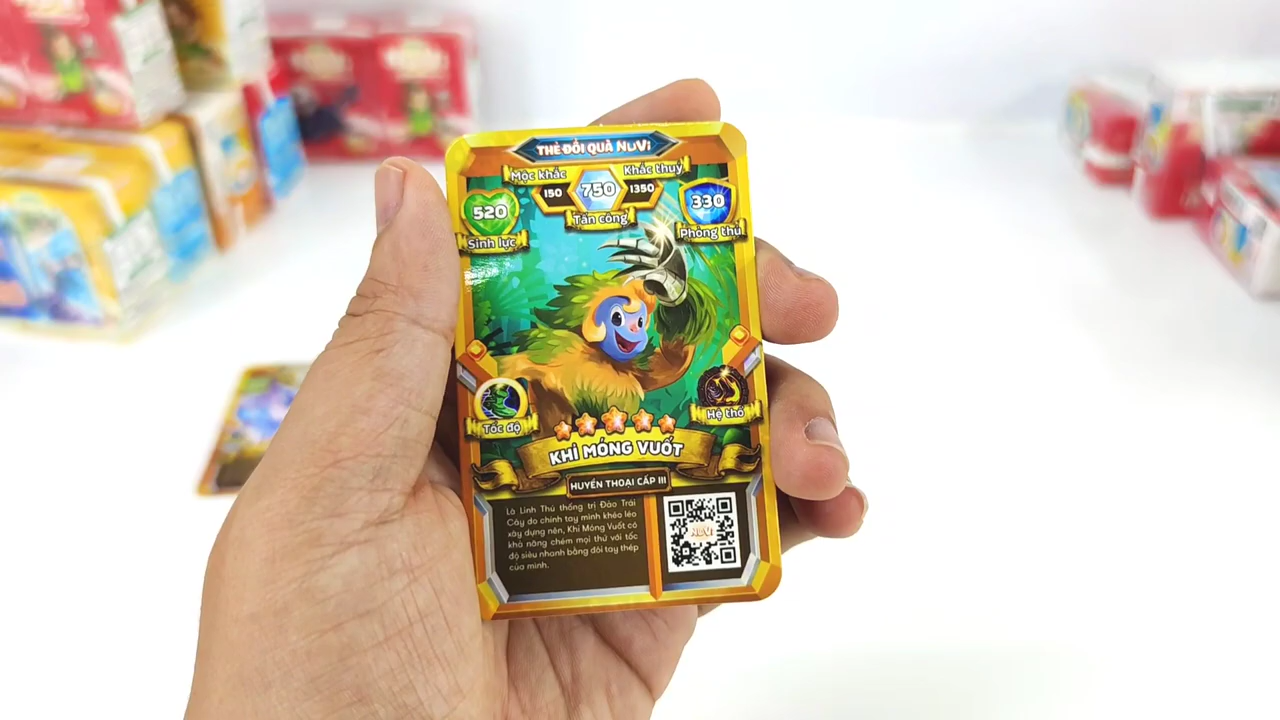 THẺ ĐỔI QUÀ NuVi
Mộc khắc
Khắc thuỷ
150
750
1350
520
330
Tấn công
Sinh lực
Phòng thủ
Tốc độ
Hệ thổ
KHỈ MÓNG VUỐT
HUYỀN THOẠI CẤP III
Là Linh Thú thống trị Đảo Trái
Cây do chính tay mình khéo léo
xây dựng nên, Khỉ Móng Vuốt có
khả năng chém mọi thứ với tốc
độ siêu nhanh bằng đôi tay thép
của mình.
NuVi